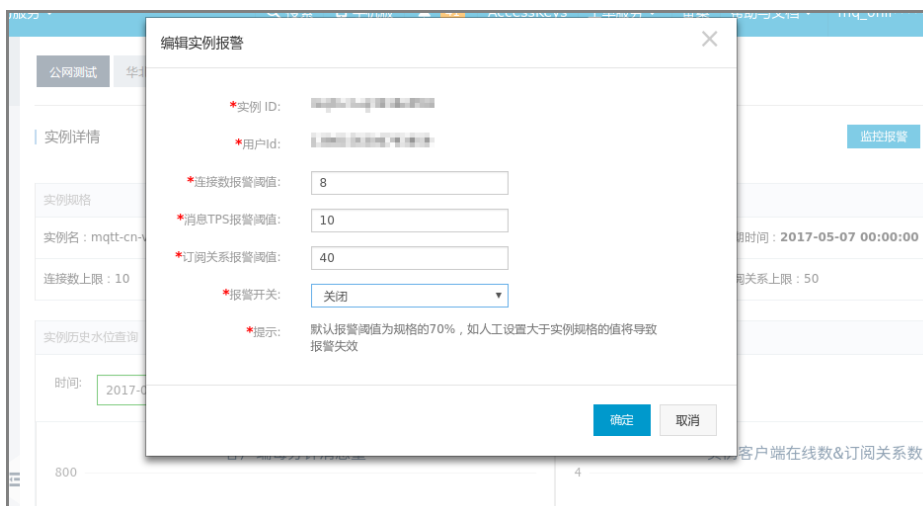 编辑实例报警
公网测试
实例详情
监控报警
*实例 ID:
*用户Id:
*连接数报警阈值: 8
实例规格
*消息TPS报警阈值: 10
实例名：mqtt-cn-
期时间：2017-05-07 00:00:00
*订阅关系报警阈值: 40
连接数上限：10
阅关系上限：50
*报警开关: 关闭
*提示: 默认报警阈值为规格的70%，如人工设置大于实例规格的值将导致
报警失效
实例历史水位查询
时间: 2017-0
确定 取消
客户端在线数&订阅关系数
800
4